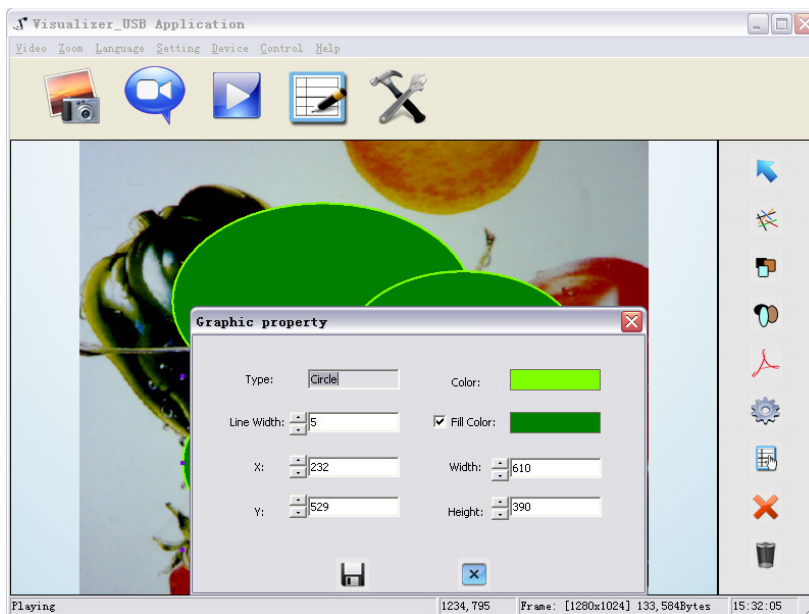 Visualizer_USB Application
Video Zoom Language Setting Device Control Help
Graphic property
Type: Circle Color:
Line Width: 5 Fill Color:
X: 232 Width: 610
Y: 529 Height: 390
Playing 1234,795 Frame: [1280x1024] 133,584Bytes 15:32:05